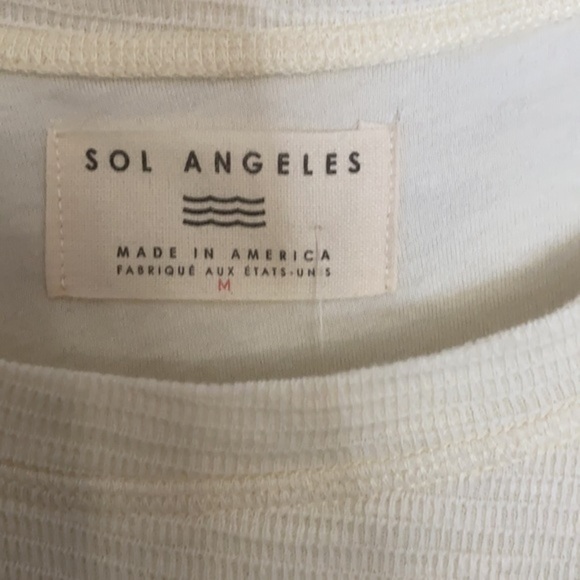 SOL ANGELES
MADE IN AMERICA
FABRIQUÉ AUX ÉTATS-UNIS
M